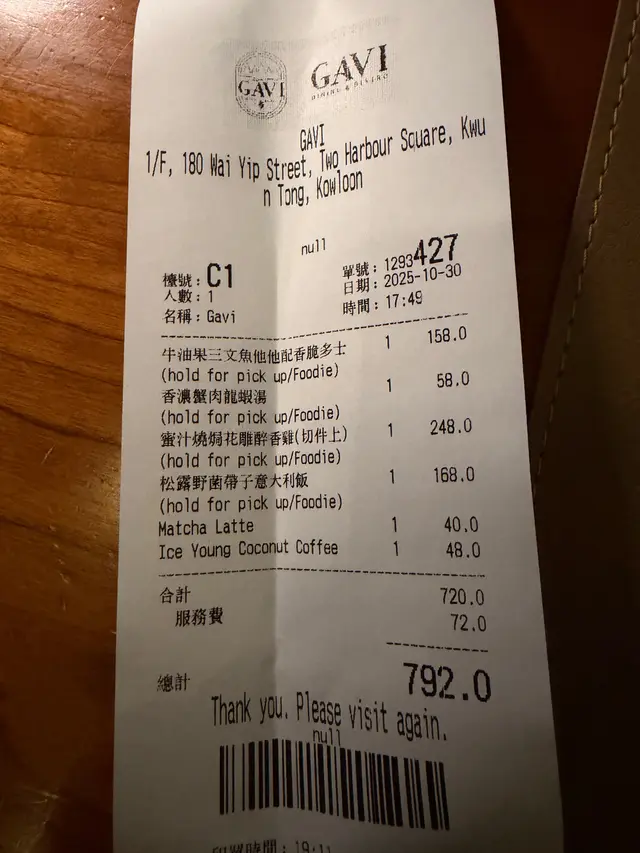 GAVI
GAVI
DINING & BISTRO
GAVI
1/F, 180 Wai Yip Street, Two Harbour Square, Kwu
n Tong, Kowloon
null
檯號: C1
單號: 1293427
人數: 1
日期: 2025-10-30
名稱: Gavi
時間: 17:49
牛油果三文魚他他配香脆多士 1 158.0
(hold for pick up/Foodie)
香濃蟹肉龍蝦湯 1 58.0
(hold for pick up/Foodie)
蜜汁燒焗花雕醉香雞(切件上) 1 248.0
(hold for pick up/Foodie)
松露野菌帶子意大利飯 1 168.0
(hold for pick up/Foodie)
Matcha Latte 1 40.0
Ice Young Coconut Coffee 1 48.0
合計 720.0
服務費 72.0
總計 792.0
Thank you. Please visit again.
null
印單時間: 19:11